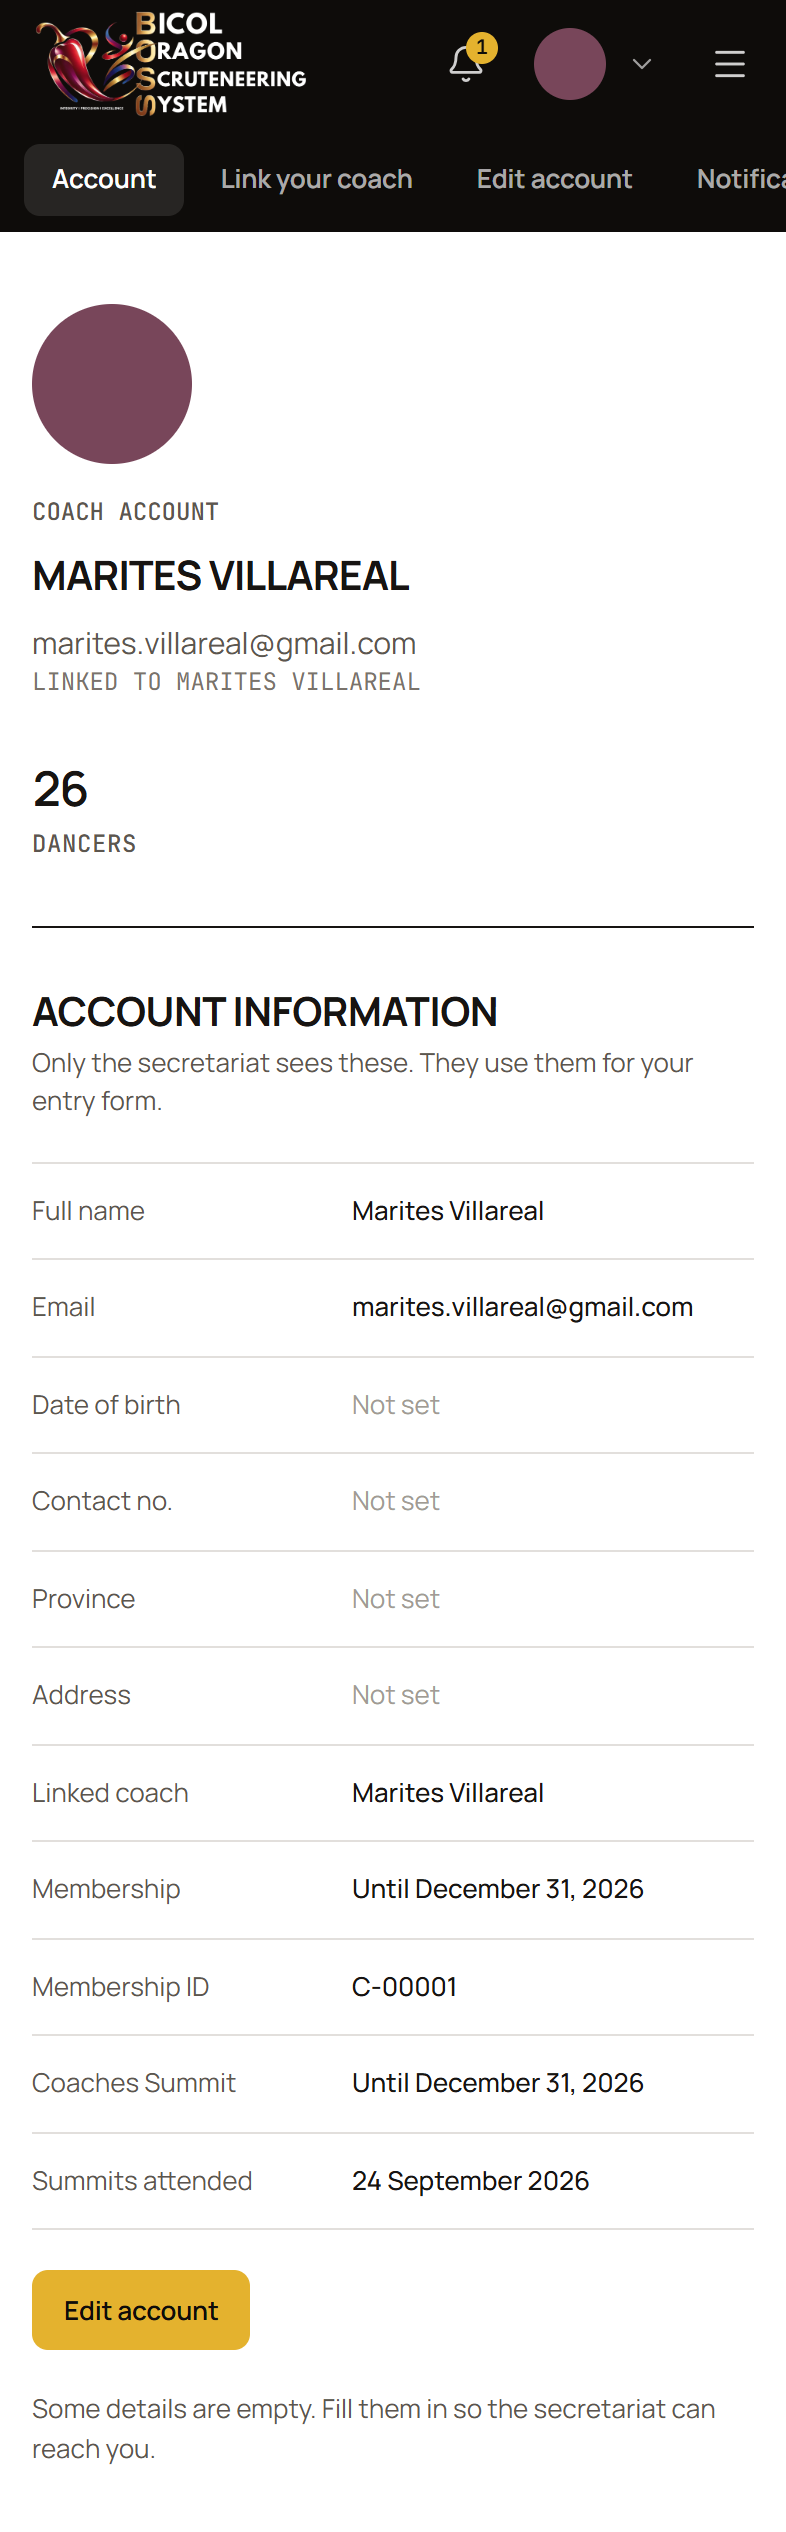 BICOL
ORAGON
SCRUTENEERING
SYSTEM
INTEGRITY | PRECISION | EXCELLENCE
1
Account
Link your coach
Edit account
Notifica
COACH ACCOUNT
MARITES VILLAREAL
marites.villareal@gmail.com
LINKED TO MARITES VILLAREAL
26
DANCERS
ACCOUNT INFORMATION
Only the secretariat sees these. They use them for your
entry form.
Full name
Marites Villareal
Email
marites.villareal@gmail.com
Date of birth
Not set
Contact no.
Not set
Province
Not set
Address
Not set
Linked coach
Marites Villareal
Membership
Until December 31, 2026
Membership ID
C-00001
Coaches Summit
Until December 31, 2026
Summits attended
24 September 2026
Edit account
Some details are empty. Fill them in so the secretariat can
reach you.